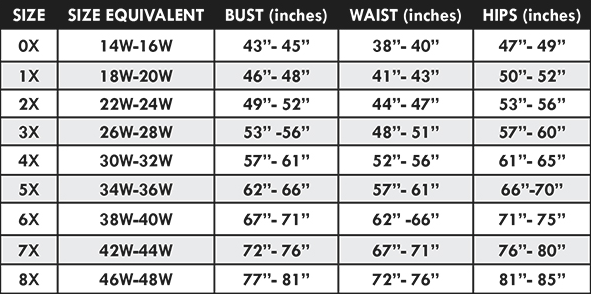 SIZE SIZE EQUIVALENT BUST (inches) WAIST (inches) HIPS (inches)
0X 14W-16W 43”- 45” 38”- 40” 47”- 49”
1X 18W-20W 46”- 48” 41”- 43” 50”- 52”
2X 22W-24W 49”- 52” 44”- 47” 53”- 56”
3X 26W-28W 53” -56” 48”- 51” 57”- 60”
4X 30W-32W 57”- 61” 52”- 56” 61”- 65”
5X 34W-36W 62”- 66” 57”- 61” 66”-70”
6X 38W-40W 67”- 71” 62” -66” 71”- 75”
7X 42W-44W 72”- 76” 67”- 71” 76”- 80”
8X 46W-48W 77”- 81” 72”- 76” 81”- 85”